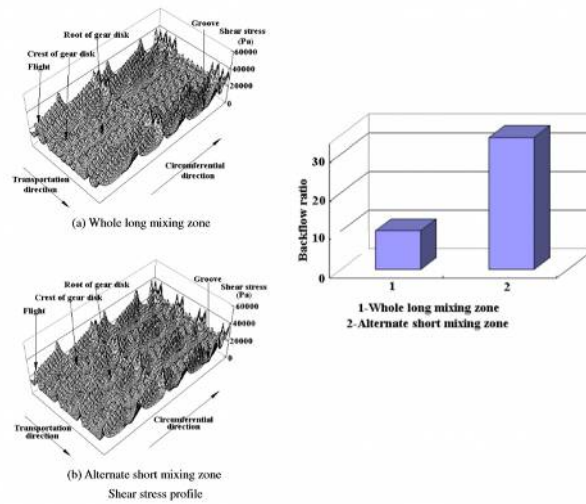 Groove
Root of gear disk
Shear stress
(Pa)
Crest of gear disk
Flight
60000
40000
20000
0
Circumferential
direction
Transportation
direction
(a) Whole long mixing zone
Groove
Root of gear disk
Shear stress
(Pa)
Crest of gear disk
Flight
60000
40000
20000
0
Circumferential
direction
Transportation
direction
(b) Alternate short mixing zone
Shear stress profile
Backflow ratio
30
20
10
0
1 2
1-Whole long mixing zone
2-Alternate short mixing zone